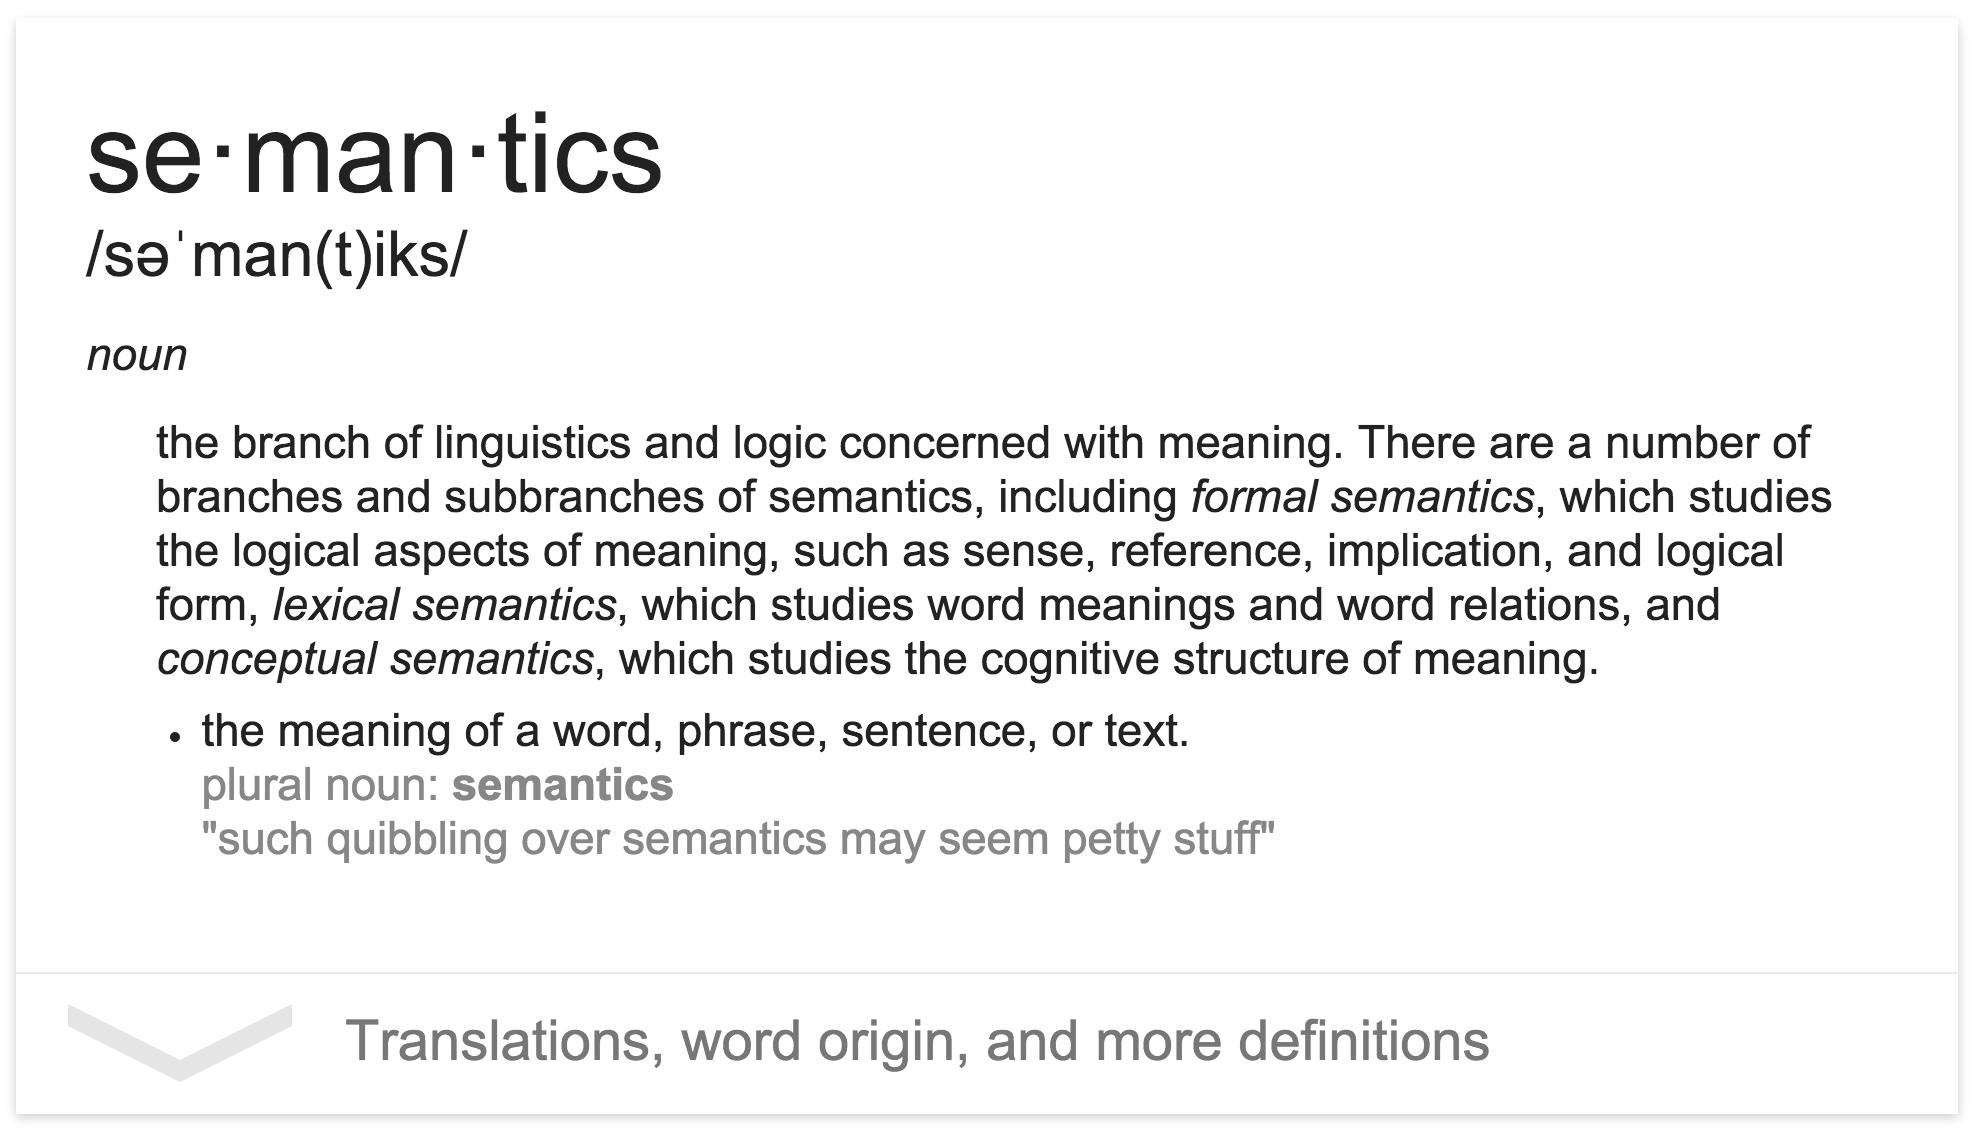 se·man·tics
/səˈman(t)iks/
noun
the branch of linguistics and logic concerned with meaning. There are a number of
branches and subbranches of semantics, including formal semantics, which studies
the logical aspects of meaning, such as sense, reference, implication, and logical
form, lexical semantics, which studies word meanings and word relations, and
conceptual semantics, which studies the cognitive structure of meaning.
• the meaning of a word, phrase, sentence, or text.
plural noun: semantics
"such quibbling over semantics may seem petty stuff"
Translations, word origin, and more definitions